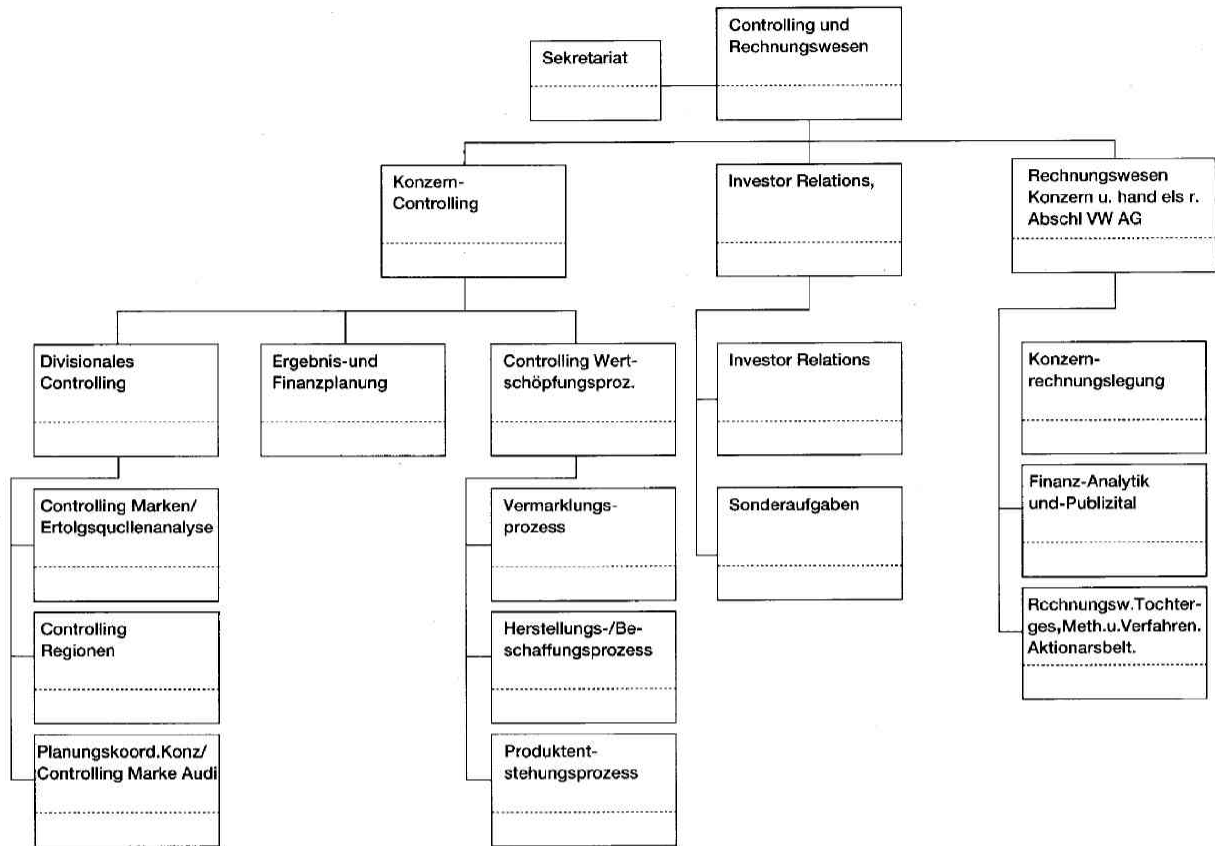 Controlling und
Rechnungswesen
Sekretariat
Konzern-
Controlling
Investor Relations,
Rechnungswesen
Konzern u. hand els r.
Abschl VW AG
Divisionales
Controlling
Ergebnis-und
Finanzplanung
Controlling Wert-
schöpfungsproz.
Investor Relations
Konzern-
rechnungslegung
Controlling Marken/
Ertolgsqucllenanalyse
Vermarklungs-
prozess
Sonderaufgaben
Finanz-Analytik
und-Publizital
Controlling
Regionen
Herstellungs-/Be-
schaffungsprozess
Rcchnungsw.Tochter-
ges,Meth.u.Verfahren.
Aktionarsbelt.
Planungskoord.Konz/
Controlling Marke Audi
Produktent-
stehungsprozess